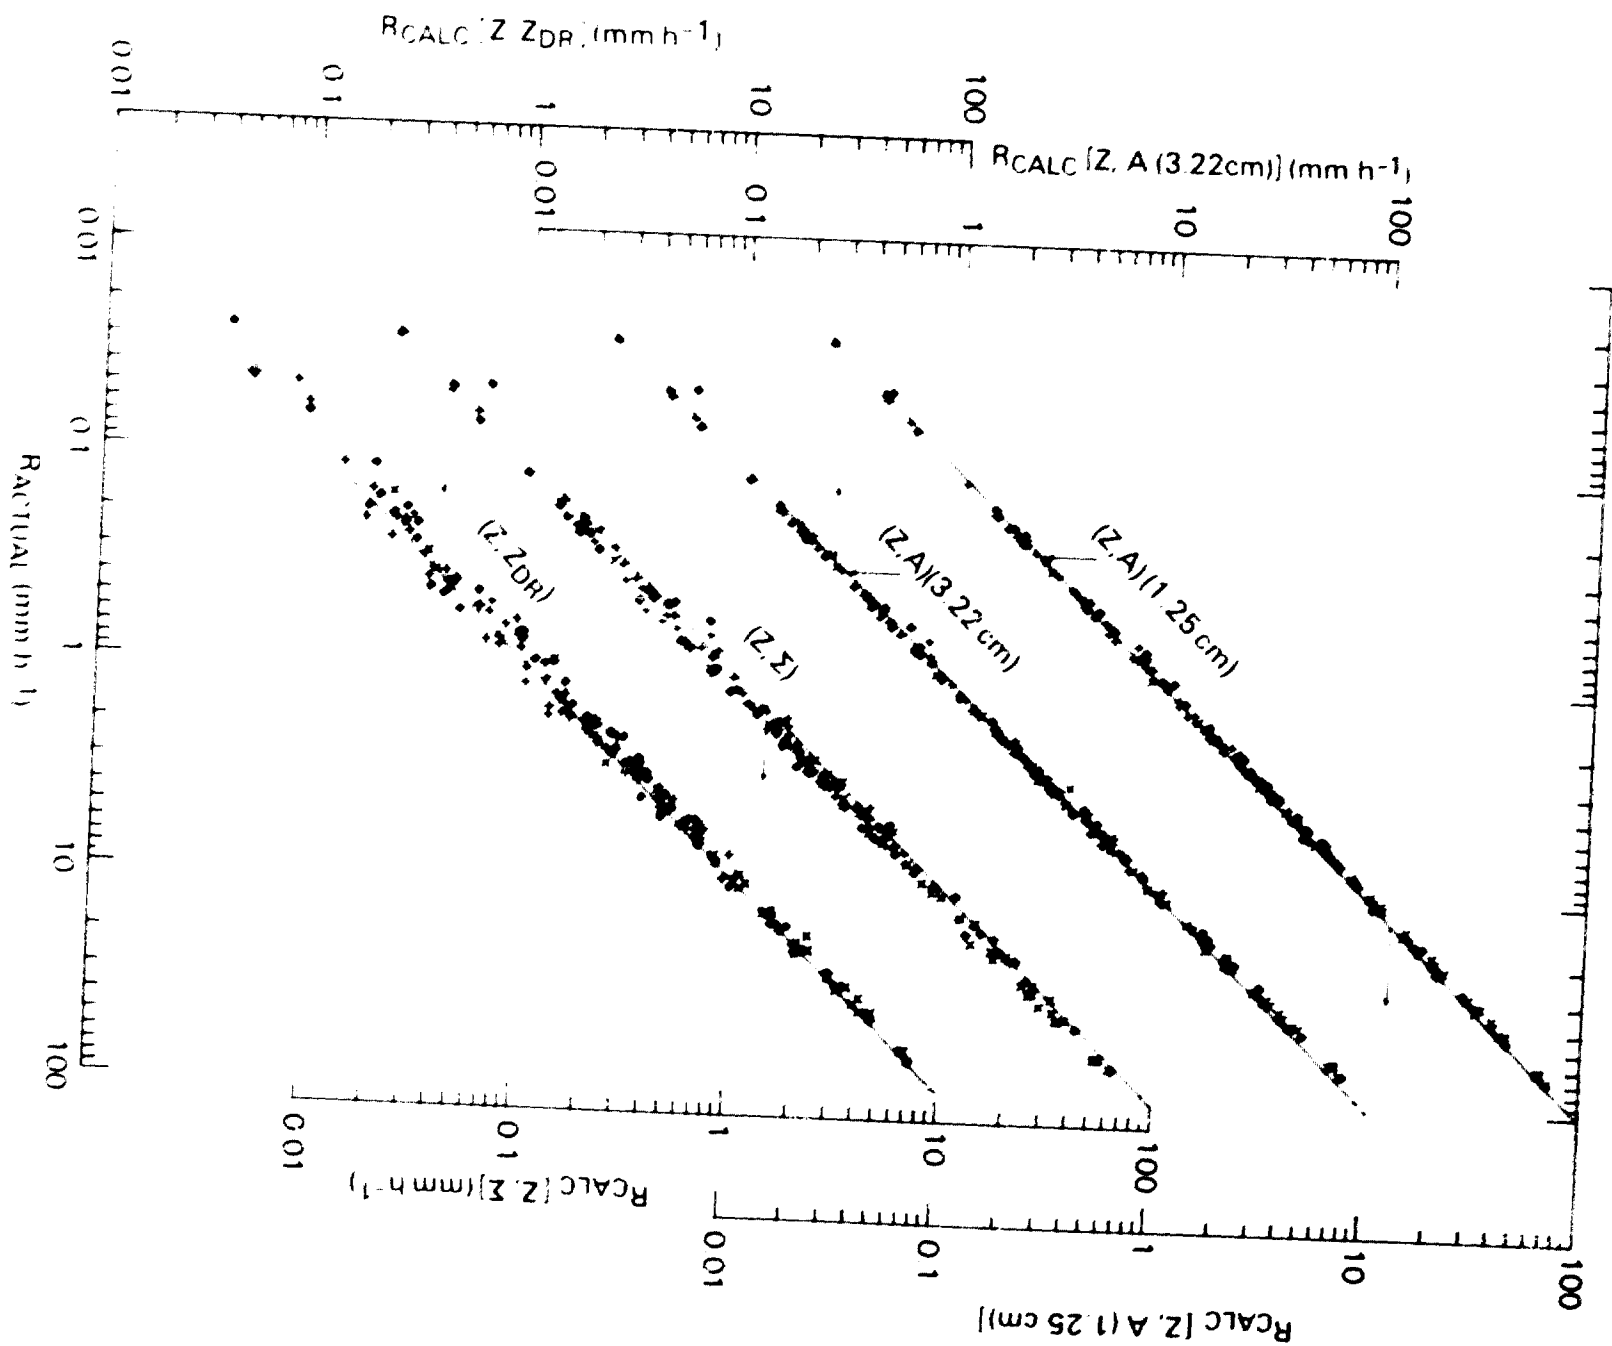 RCALC [Z ZDR] (mm h-1)
0.01 0.1 1 10 100
RCALC [Z, A (3.22cm)] (mm h-1)
0.01 0.1 1 10 100
0.01
0.1
1
10
100
RACTUAL (mm h-1)
(Z, ZDR)
(Z, Σ)
(Z,A)(3.22 cm)
(Z,A) (1.25 cm)
0.01 0.1 1 10 100
RCALC [Z, Σ] (mm h-1)
0.01 0.1 1 10 100
RCALC [Z, A (1.25 cm)]